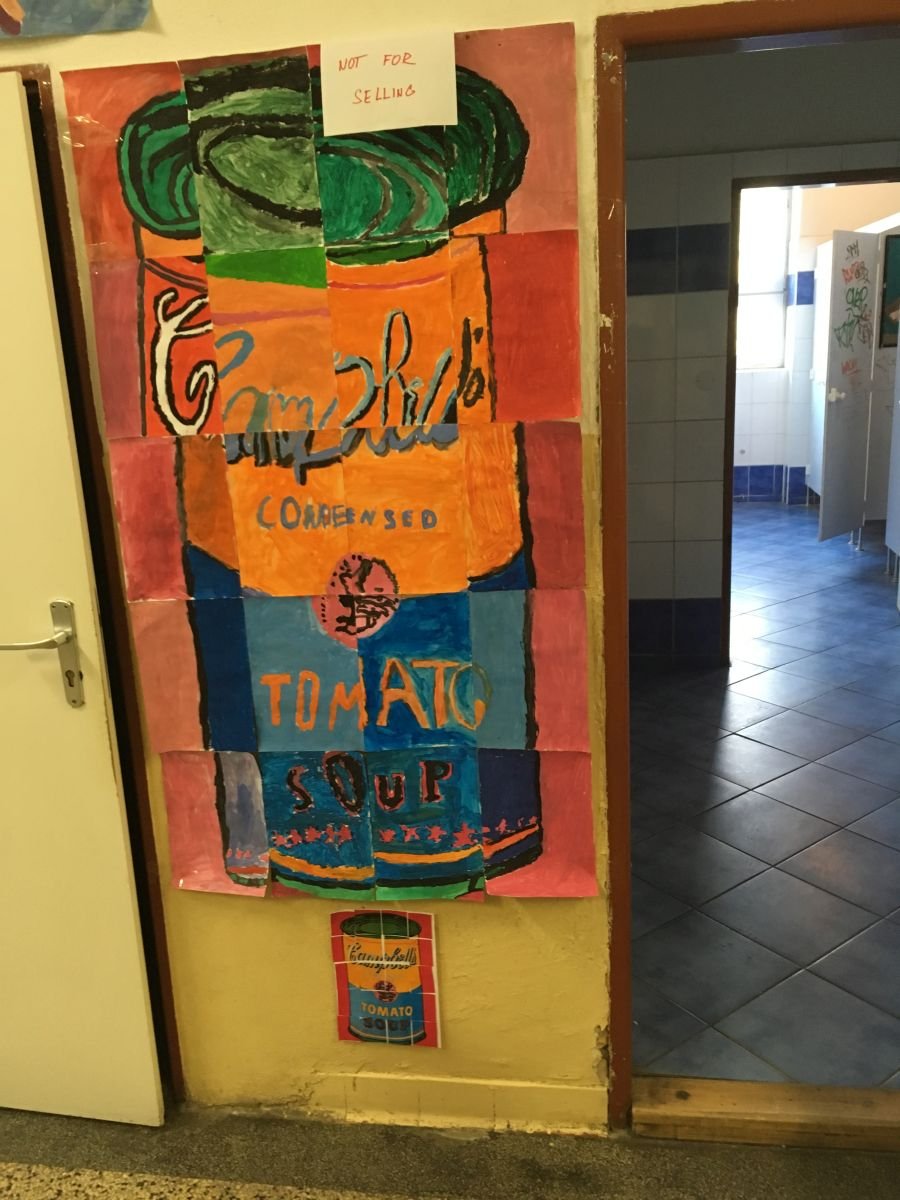 NOT FOR
SELLING
Campbell's
CONDENSED
TOMATO
SOUP
Campbell's
TOMATO
SOUP